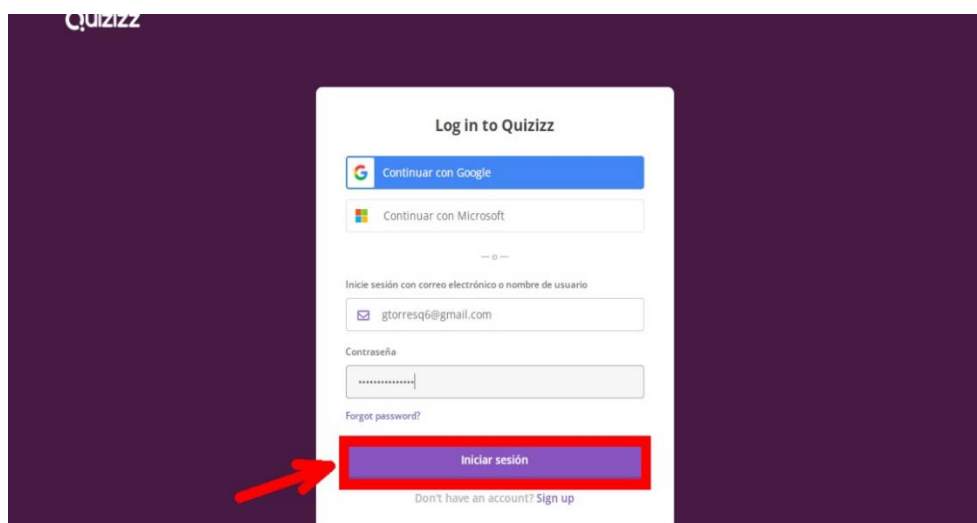 Quizizz
Log in to Quizizz
Continuar con Google
Continuar con Microsoft
— o —
Inicie sesión con correo electrónico o nombre de usuario
gtorresq6@gmail.com
Contraseña
Forgot password?
Iniciar sesión
Don't have an account? Sign up